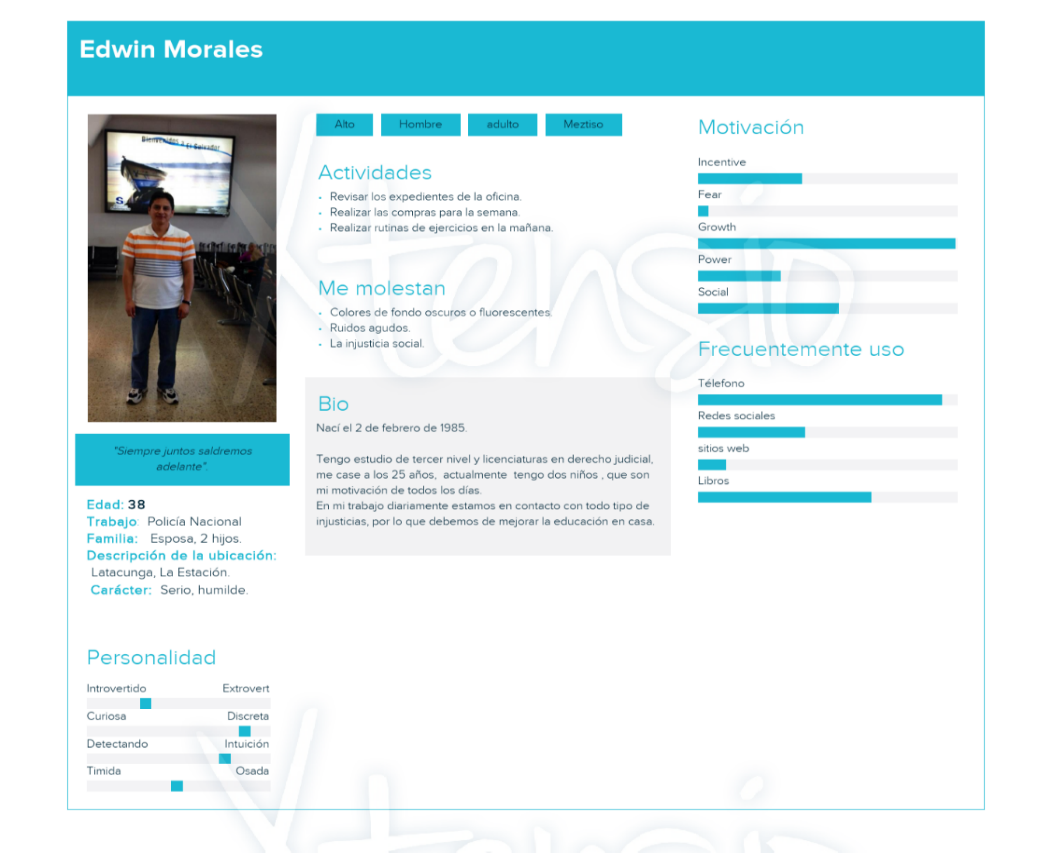 Edwin Morales
Bienvenidos a El Salvador
"Siempre juntos saldremos
adelante".
Edad: 38
Trabajo: Policía Nacional
Familia: Esposa, 2 hijos.
Descripción de la ubicación:
Latacunga, La Estación.
Carácter: Serio, humilde.
Personalidad
Introvertido Extrovert
Curiosa Discreta
Detectando Intuición
Timida Osada
Alto Hombre adulto Meztiso
Actividades
- Revisar los expedientes de la oficina.
- Realizar las compras para la semana.
- Realizar rutinas de ejercicios en la mañana.
Me molestan
- Colores de fondo oscuros o fluorescentes.
- Ruidos agudos.
- La injusticia social.
Bio
Nací el 2 de febrero de 1985.
Tengo estudio de tercer nivel y licenciaturas en derecho judicial,
me case a los 25 años, actualmente tengo dos niños , que son
mi motivación de todos los días.
En mi trabajo diariamente estamos en contacto con todo tipo de
injusticias, por lo que debemos de mejorar la educación en casa.
Motivación
Incentive
Fear
Growth
Power
Social
Frecuentemente uso
Télefono
Redes sociales
sitios web
Libros
Xtensio
Xtensio